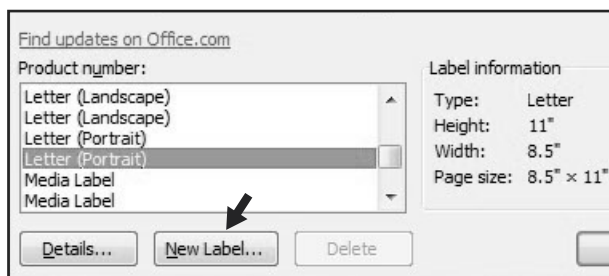 Find updates on Office.com
Product number:
Letter (Landscape)
Letter (Landscape)
Letter (Portrait)
Letter (Portrait)
Media Label
Media Label
Details...
New Label...
Delete
Label information
Type: Letter
Height: 11"
Width: 8.5"
Page size: 8.5" × 11"